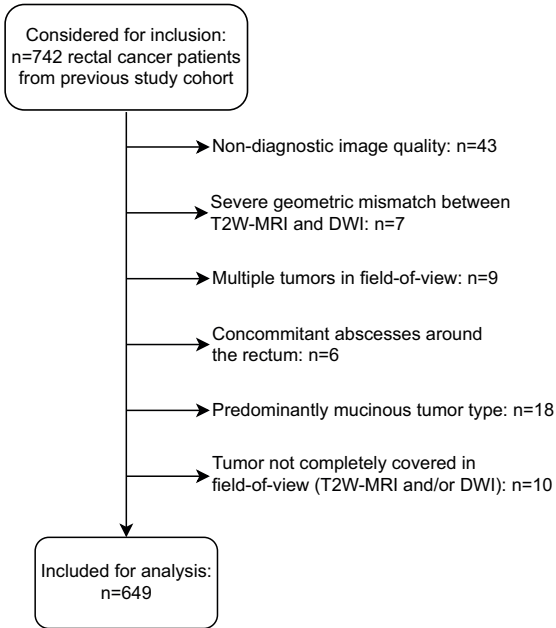 Considered for inclusion:
n=742 rectal cancer patients
from previous study cohort
Non-diagnostic image quality: n=43
Severe geometric mismatch between
T2W-MRI and DWI: n=7
Multiple tumors in field-of-view: n=9
Concommitant abscesses around
the rectum: n=6
Predominantly mucinous tumor type: n=18
Tumor not completely covered in
field-of-view (T2W-MRI and/or DWI): n=10
Included for analysis:
n=649